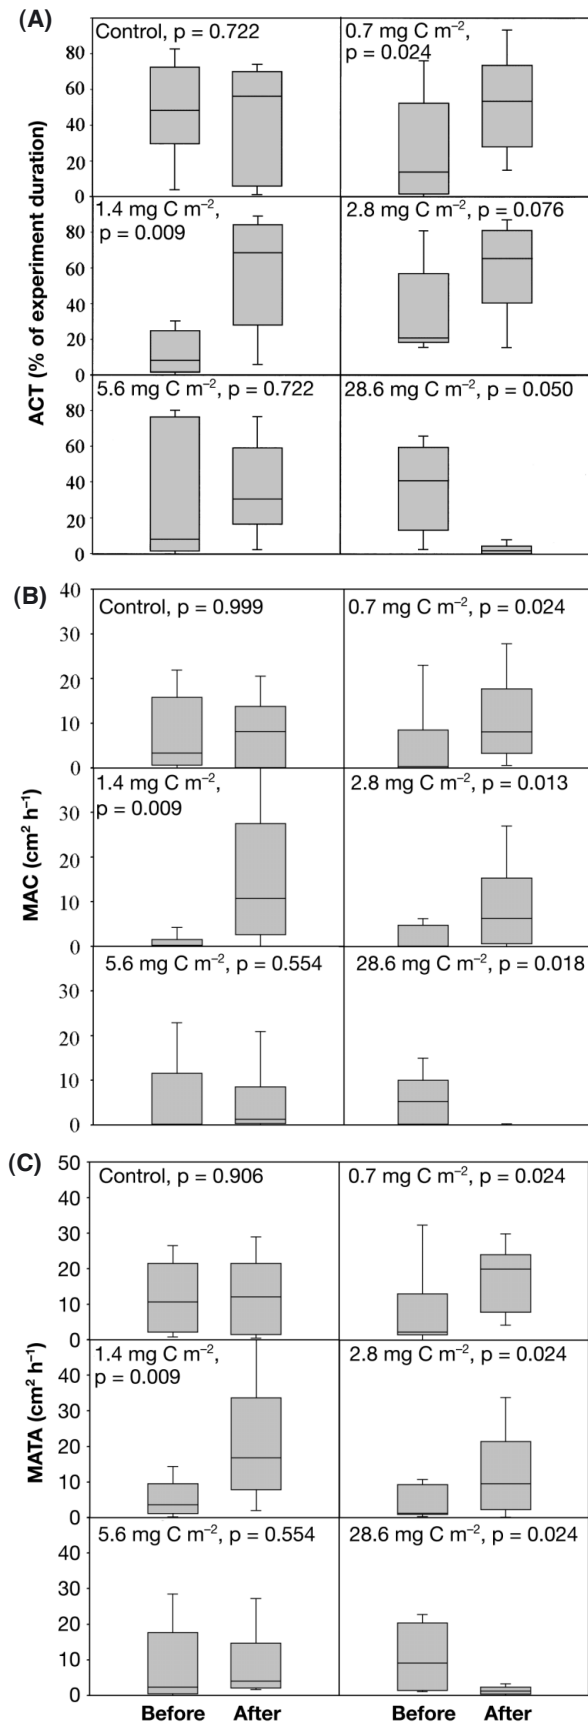 (A)
Control, p = 0.722
0.7 mg C m⁻²,
p = 0.024
80
60
40
20
0
1.4 mg C m⁻²,
p = 0.009
2.8 mg C m⁻², p = 0.076
80
60
40
20
0
5.6 mg C m⁻², p = 0.722
28.6 mg C m⁻², p = 0.050
80
60
40
20
0
ACT (% of experiment duration)
(B)
40
Control, p = 0.999
0.7 mg C m⁻², p = 0.024
30
20
10
0
1.4 mg C m⁻²,
p = 0.009
2.8 mg C m⁻², p = 0.013
30
20
10
0
5.6 mg C m⁻², p = 0.554
28.6 mg C m⁻², p = 0.018
30
20
10
0
MAC (cm² h⁻¹)
(C)
50
Control, p = 0.906
0.7 mg C m⁻², p = 0.024
40
30
20
10
0
1.4 mg C m⁻²,
p = 0.009
2.8 mg C m⁻², p = 0.024
40
30
20
10
0
5.6 mg C m⁻², p = 0.554
28.6 mg C m⁻², p = 0.024
40
30
20
10
0
MATA (cm² h⁻¹)
Before After Before After